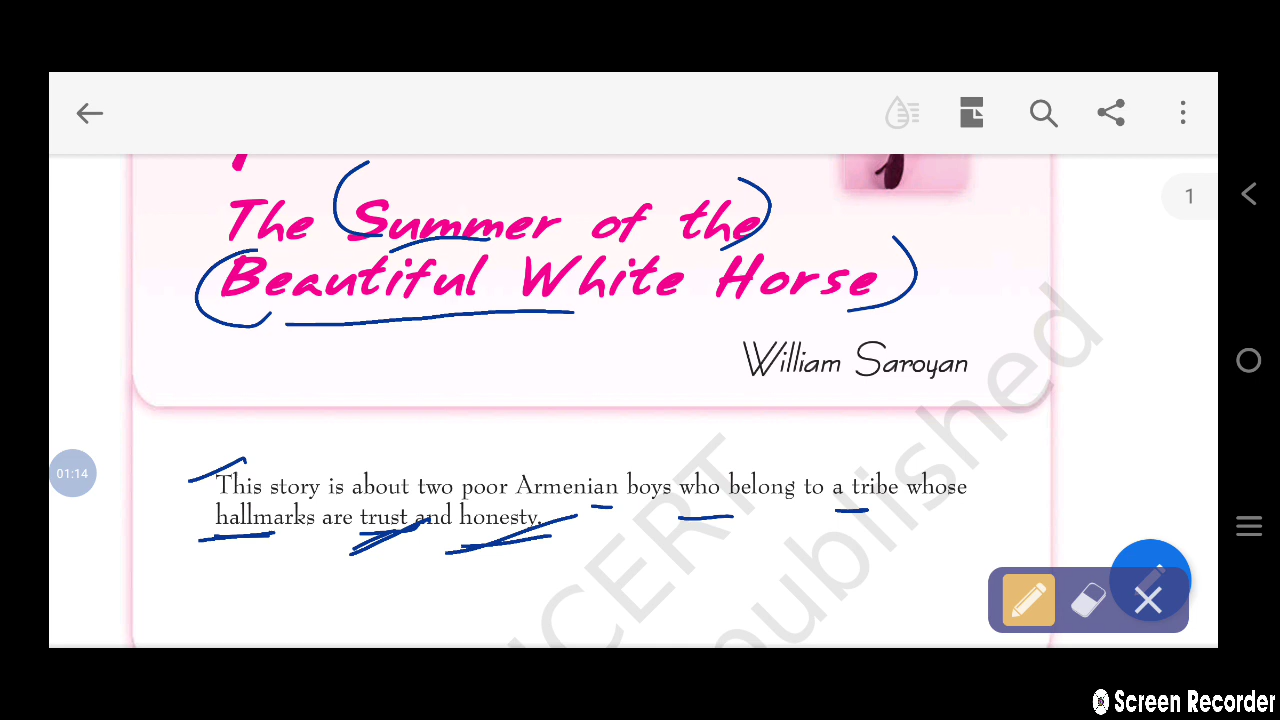 The Summer of the
Beautiful White Horse
William Saroyan
1
01:14
This story is about two poor Armenian boys who belong to a tribe whose
hallmarks are trust and honesty.
published
Screen Recorder